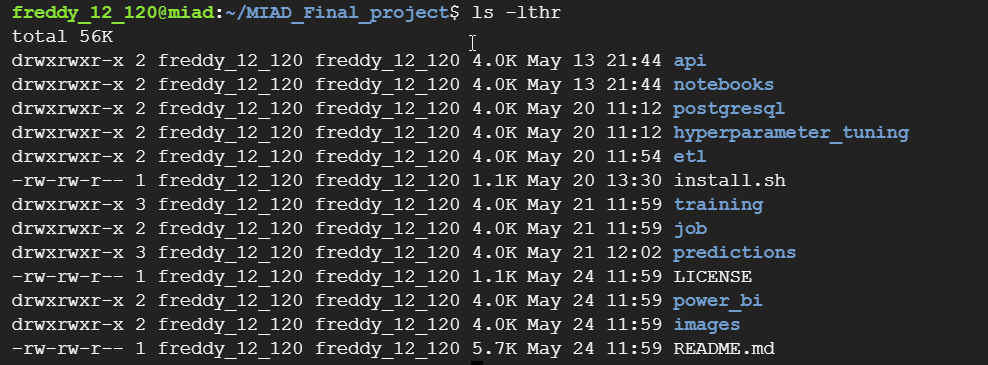 freddy_12_120@miad:~/MIAD_Final_project$ ls -lthr
total 56K
drwxrwxr-x 2 freddy_12_120 freddy_12_120 4.0K May 13 21:44 api
drwxrwxr-x 2 freddy_12_120 freddy_12_120 4.0K May 13 21:44 notebooks
drwxrwxr-x 2 freddy_12_120 freddy_12_120 4.0K May 20 11:12 postgresql
drwxrwxr-x 2 freddy_12_120 freddy_12_120 4.0K May 20 11:12 hyperparameter_tuning
drwxrwxr-x 2 freddy_12_120 freddy_12_120 4.0K May 20 11:54 etl
-rw-rw-r-- 1 freddy_12_120 freddy_12_120 1.1K May 20 13:30 install.sh
drwxrwxr-x 3 freddy_12_120 freddy_12_120 4.0K May 21 11:59 training
drwxrwxr-x 2 freddy_12_120 freddy_12_120 4.0K May 21 11:59 job
drwxrwxr-x 3 freddy_12_120 freddy_12_120 4.0K May 21 12:02 predictions
-rw-rw-r-- 1 freddy_12_120 freddy_12_120 1.1K May 24 11:59 LICENSE
drwxrwxr-x 2 freddy_12_120 freddy_12_120 4.0K May 24 11:59 power_bi
drwxrwxr-x 2 freddy_12_120 freddy_12_120 4.0K May 24 11:59 images
-rw-rw-r-- 1 freddy_12_120 freddy_12_120 5.7K May 24 11:59 README.md